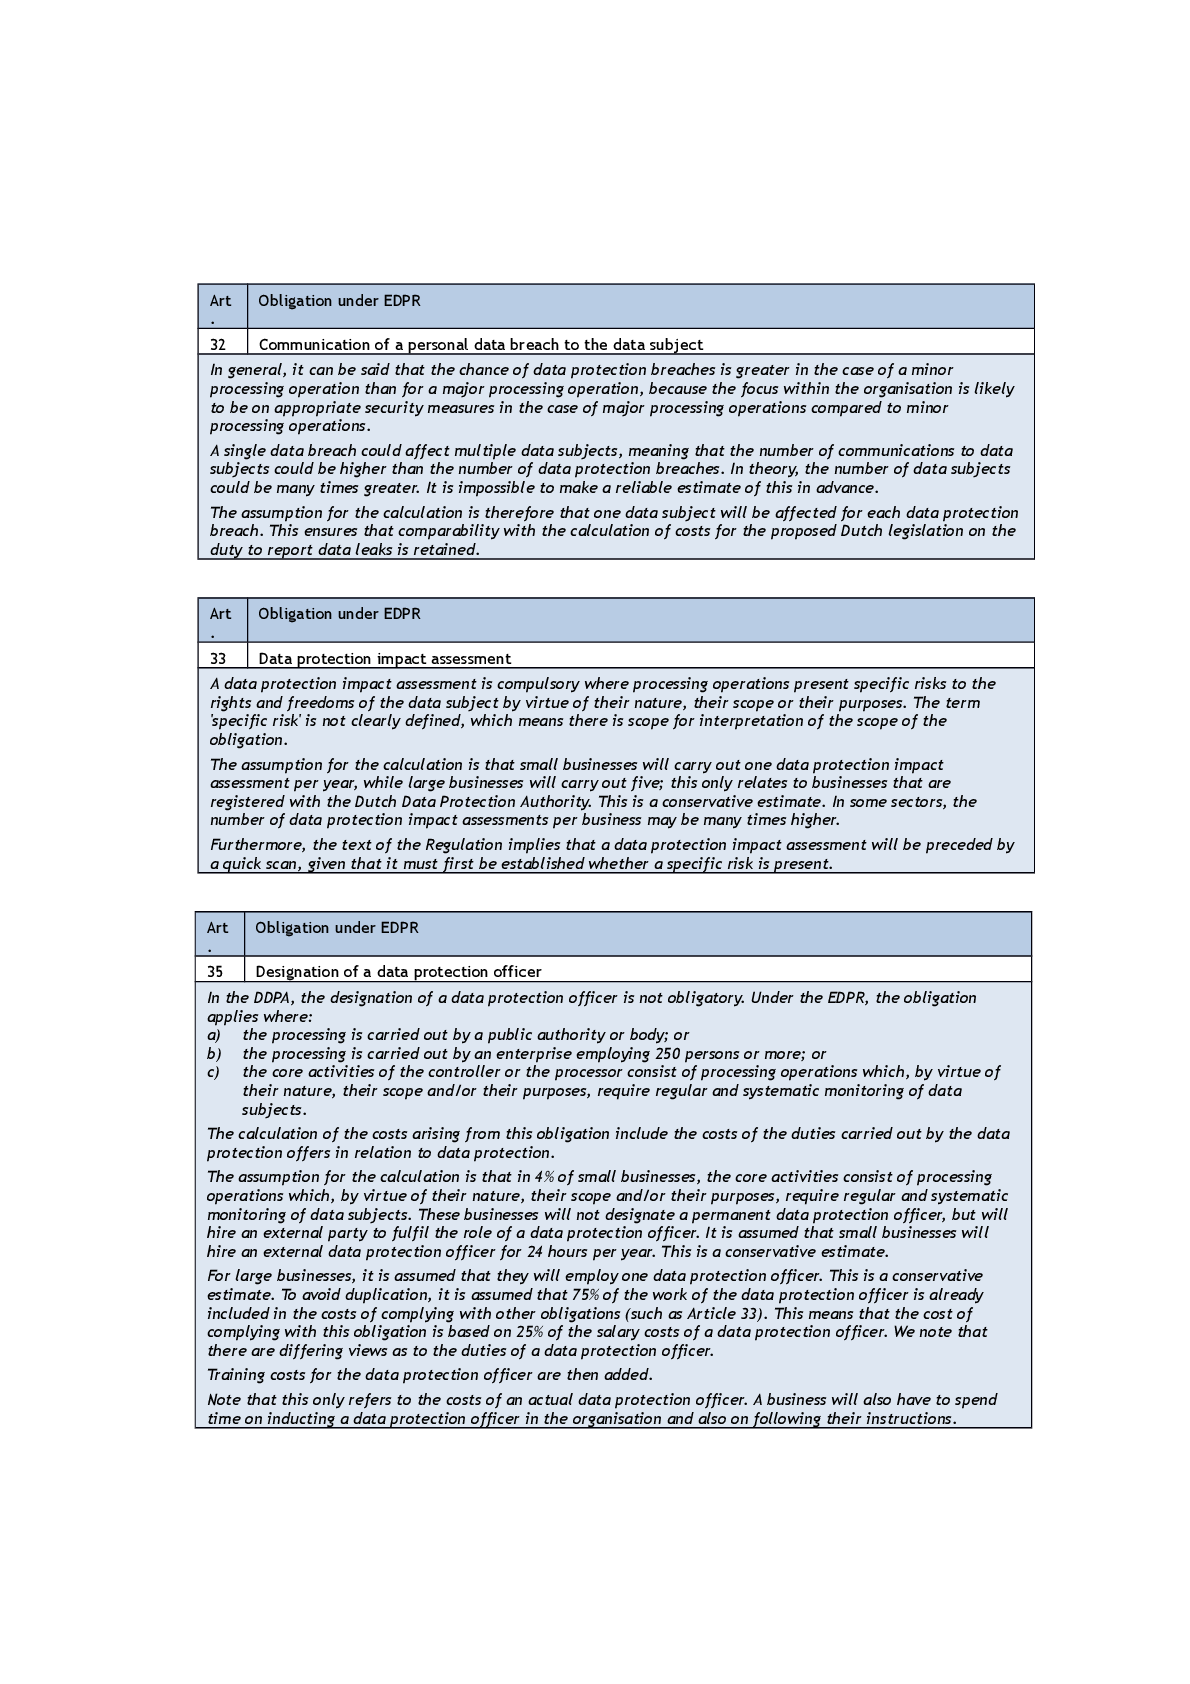 Art
.
Obligation under EDPR
32 Communication of a personal data breach to the data subject
In general, it can be said that the chance of data protection breaches is greater in the case of a minor
processing operation than for a major processing operation, because the focus within the organisation is likely
to be on appropriate security measures in the case of major processing operations compared to minor
processing operations.
A single data breach could affect multiple data subjects, meaning that the number of communications to data
subjects could be higher than the number of data protection breaches. In theory, the number of data subjects
could be many times greater. It is impossible to make a reliable estimate of this in advance.
The assumption for the calculation is therefore that one data subject will be affected for each data protection
breach. This ensures that comparability with the calculation of costs for the proposed Dutch legislation on the
duty to report data leaks is retained.
Art
.
Obligation under EDPR
33 Data protection impact assessment
A data protection impact assessment is compulsory where processing operations present specific risks to the
rights and freedoms of the data subject by virtue of their nature, their scope or their purposes. The term
'specific risk' is not clearly defined, which means there is scope for interpretation of the scope of the
obligation.
The assumption for the calculation is that small businesses will carry out one data protection impact
assessment per year, while large businesses will carry out five; this only relates to businesses that are
registered with the Dutch Data Protection Authority. This is a conservative estimate. In some sectors, the
number of data protection impact assessments per business may be many times higher.
Furthermore, the text of the Regulation implies that a data protection impact assessment will be preceded by
a quick scan, given that it must first be established whether a specific risk is present.
Art
.
Obligation under EDPR
35 Designation of a data protection officer
In the DDPA, the designation of a data protection officer is not obligatory. Under the EDPR, the obligation
applies where:
a) the processing is carried out by a public authority or body; or
b) the processing is carried out by an enterprise employing 250 persons or more; or
c) the core activities of the controller or the processor consist of processing operations which, by virtue of
their nature, their scope and/or their purposes, require regular and systematic monitoring of data
subjects.
The calculation of the costs arising from this obligation include the costs of the duties carried out by the data
protection offers in relation to data protection.
The assumption for the calculation is that in 4% of small businesses, the core activities consist of processing
operations which, by virtue of their nature, their scope and/or their purposes, require regular and systematic
monitoring of data subjects. These businesses will not designate a permanent data protection officer, but will
hire an external party to fulfil the role of a data protection officer. It is assumed that small businesses will
hire an external data protection officer for 24 hours per year. This is a conservative estimate.
For large businesses, it is assumed that they will employ one data protection officer. This is a conservative
estimate. To avoid duplication, it is assumed that 75% of the work of the data protection officer is already
included in the costs of complying with other obligations (such as Article 33). This means that the cost of
complying with this obligation is based on 25% of the salary costs of a data protection officer. We note that
there are differing views as to the duties of a data protection officer.
Training costs for the data protection officer are then added.
Note that this only refers to the costs of an actual data protection officer. A business will also have to spend
time on inducting a data protection officer in the organisation and also on following their instructions.